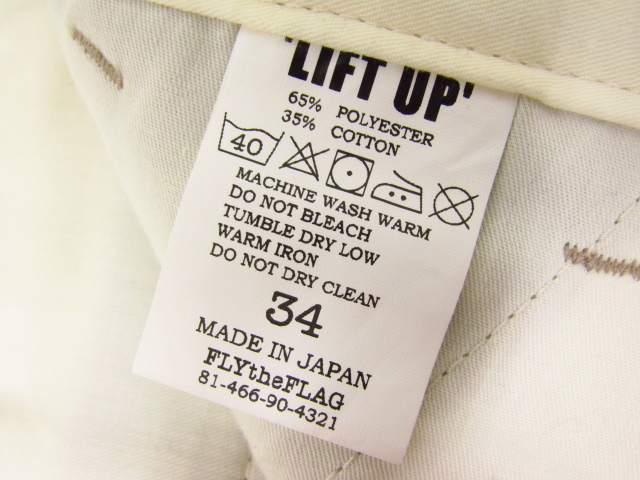 'LIFT UP'
65% POLYESTER
35% COTTON
40
MACHINE WASH WARM
DO NOT BLEACH
TUMBLE DRY LOW
WARM IRON
DO NOT DRY CLEAN
34
MADE IN JAPAN
FLYtheFLAG
81-466-90-4321